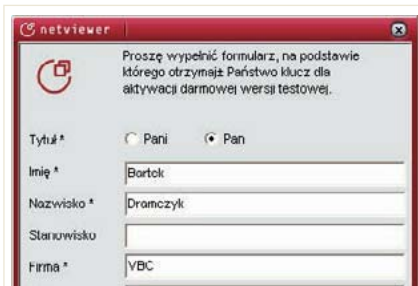 netviewer
Proszę wypełnić formularz, na podstawie
którego otrzymają Państwo klucz dla
aktywacji darmowej wersji testowej.
Tytuł * Pani Pan
Imię * Bartek
Nazwisko * Dramczyk
Stanowisko
Firma * VBC